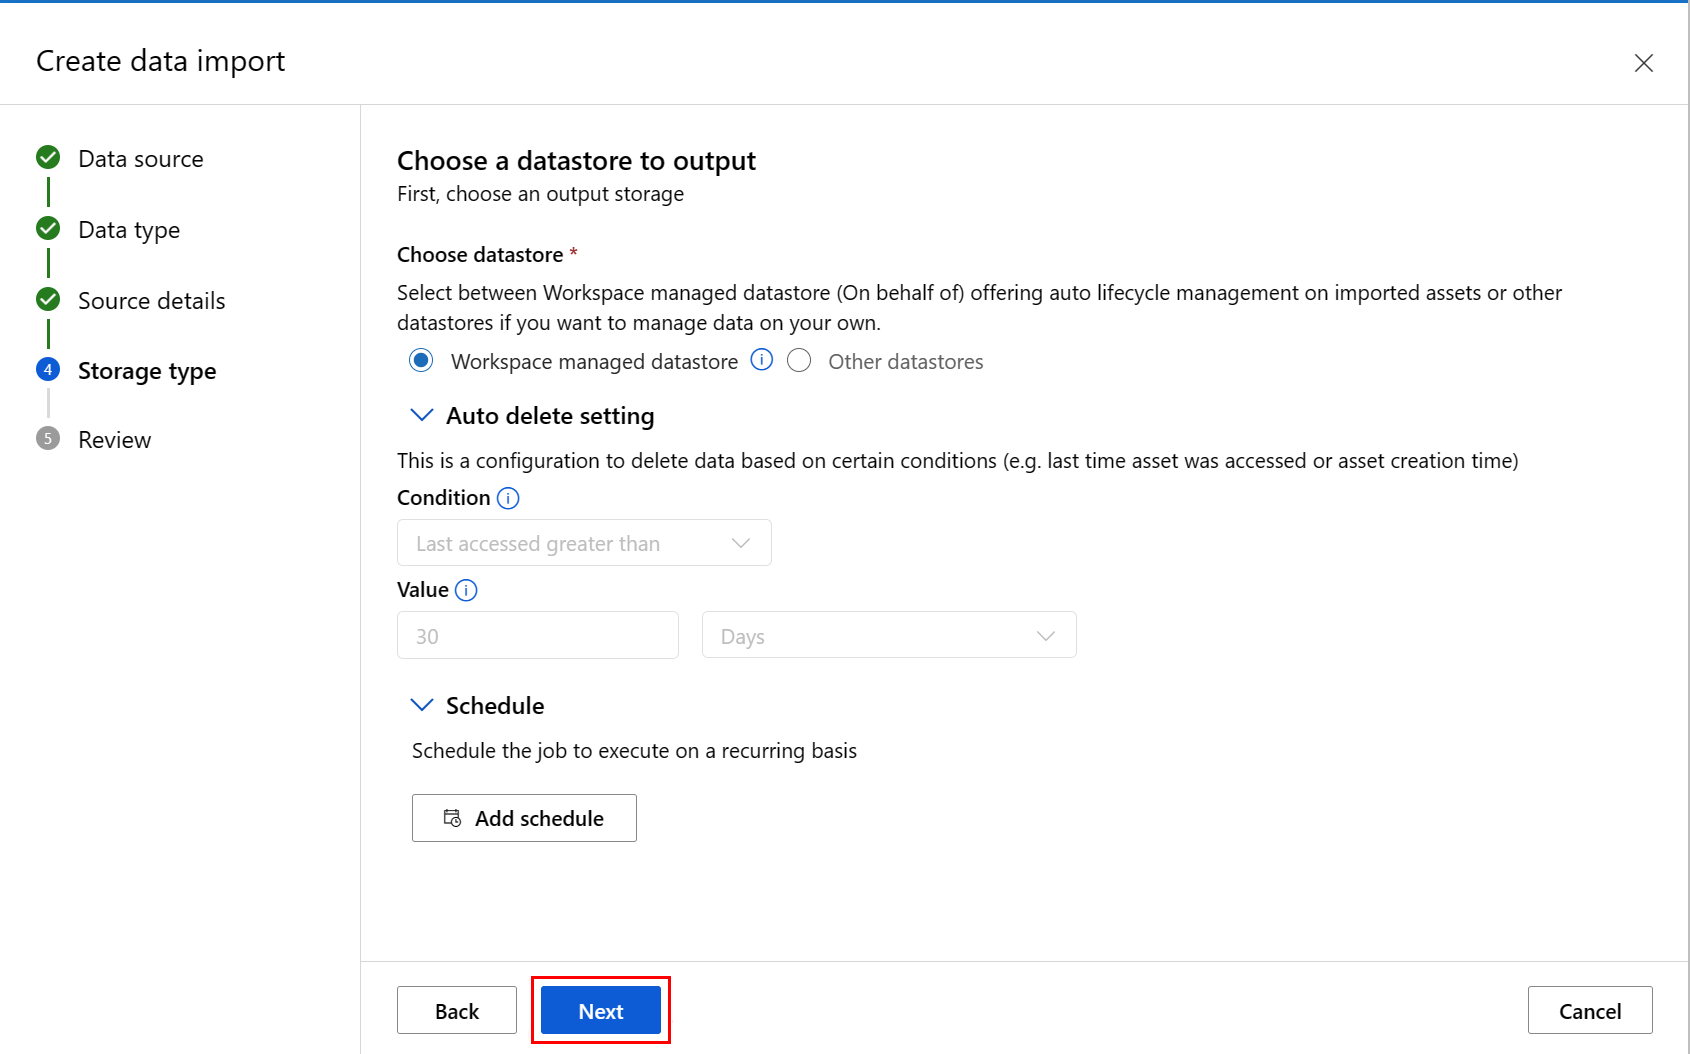 Create data import
Data source
Data type
Source details
4 Storage type
5 Review
Choose a datastore to output
First, choose an output storage
Choose datastore *
Select between Workspace managed datastore (On behalf of) offering auto lifecycle management on imported assets or other
datastores if you want to manage data on your own.
Workspace managed datastore Other datastores
Auto delete setting
This is a configuration to delete data based on certain conditions (e.g. last time asset was accessed or asset creation time)
Condition
Last accessed greater than
Value
30 Days
Schedule
Schedule the job to execute on a recurring basis
Add schedule
Back Next Cancel